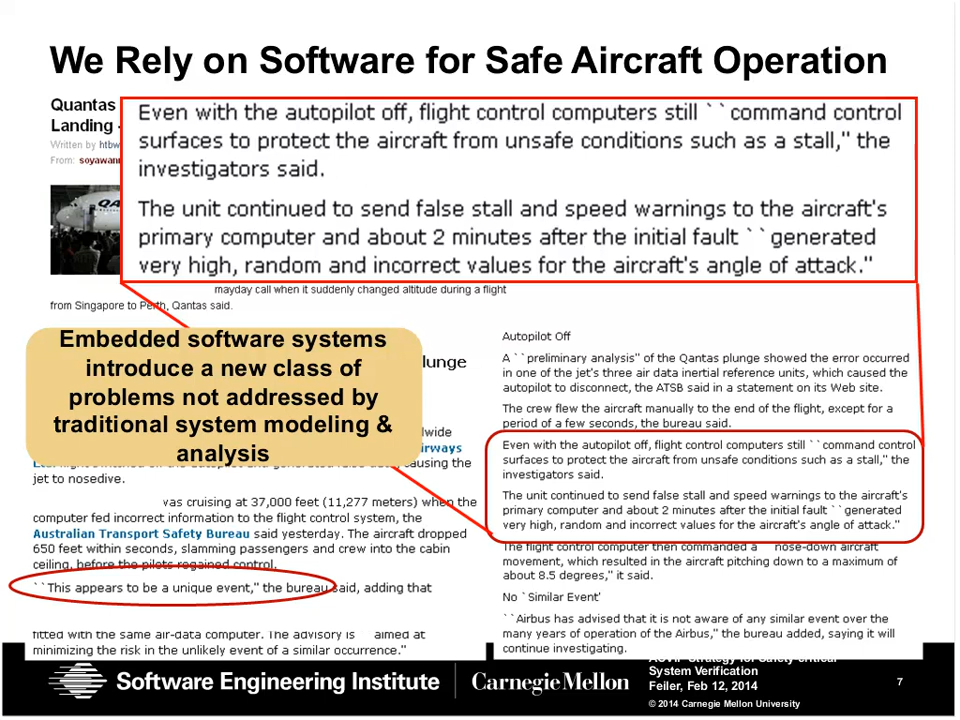 We Rely on Software for Safe Aircraft Operation
Quantas
Landing -
Written by htbw
From: soyawan
Even with the autopilot off, flight control computers still ``command control
surfaces to protect the aircraft from unsafe conditions such as a stall,'' the
investigators said.
The unit continued to send false stall and speed warnings to the aircraft's
primary computer and about 2 minutes after the initial fault ``generated
very high, random and incorrect values for the aircraft's angle of attack.''
mayday call when it suddenly changed altitude during a flight
from Singapore to Perth, Qantas said.
Embedded software systems
introduce a new class of
problems not addressed by
traditional system modeling &
analysis
lunge
lwide
irways
causing the
jet to nosedive.
was cruising at 37,000 feet (11,277 meters) when the
computer fed incorrect information to the flight control system, the
Australian Transport Safety Bureau said yesterday. The aircraft dropped
650 feet within seconds, slamming passengers and crew into the cabin
ceiling, before the pilots regained control.
``This appears to be a unique event,'' the bureau said, adding that
fitted with the same air-data computer. The advisory is aimed at
minimizing the risk in the unlikely event of a similar occurrence.''
Autopilot Off
A ``preliminary analysis'' of the Qantas plunge showed the error occurred
in one of the jet's three air data inertial reference units, which caused the
autopilot to disconnect, the ATSB said in a statement on its Web site.
The crew flew the aircraft manually to the end of the flight, except for a
period of a few seconds, the bureau said.
Even with the autopilot off, flight control computers still ``command control
surfaces to protect the aircraft from unsafe conditions such as a stall,'' the
investigators said.
The unit continued to send false stall and speed warnings to the aircraft's
primary computer and about 2 minutes after the initial fault ``generated
very high, random and incorrect values for the aircraft's angle of attack.''
The flight control computer then commanded a nose-down aircraft
movement, which resulted in the aircraft pitching down to a maximum of
about 8.5 degrees,'' it said.
No `Similar Event'
``Airbus has advised that it is not aware of any similar event over the
many years of operation of the Airbus,'' the bureau added, saying it will
continue investigating.
Software Engineering Institute
Carnegie Mellon
System Verification
Feiler, Feb 12, 2014
© 2014 Carnegie Mellon University
7